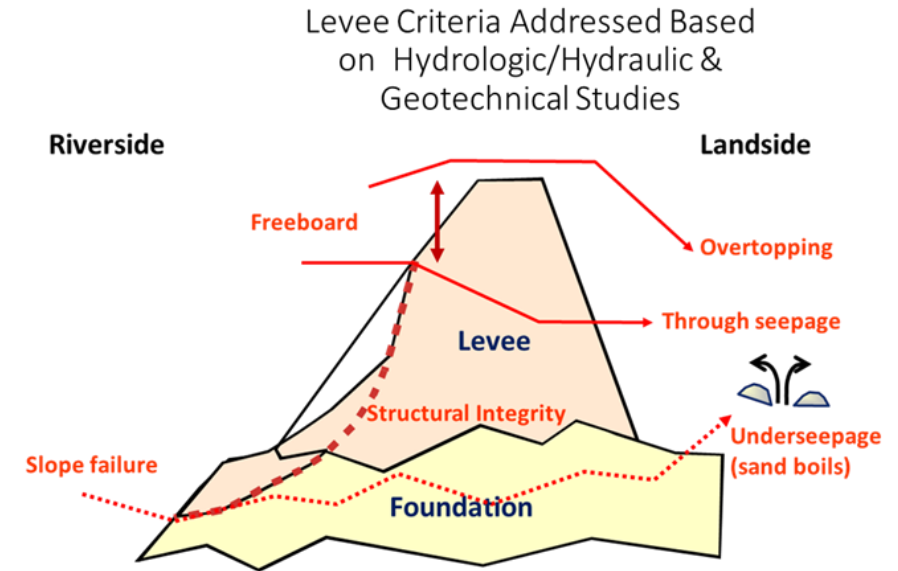 Levee Criteria Addressed Based
on Hydrologic/Hydraulic &
Geotechnical Studies
Riverside
Landside
Freeboard
Overtopping
Through seepage
Levee
Structural Integrity
Underseepage
(sand boils)
Slope failure
Foundation